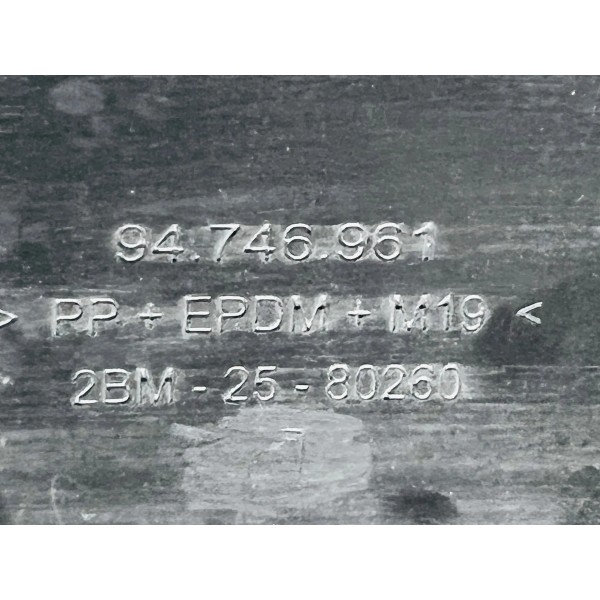 94.746.961
> PP + EPDM + M19 <
2BM - 25 - 80260